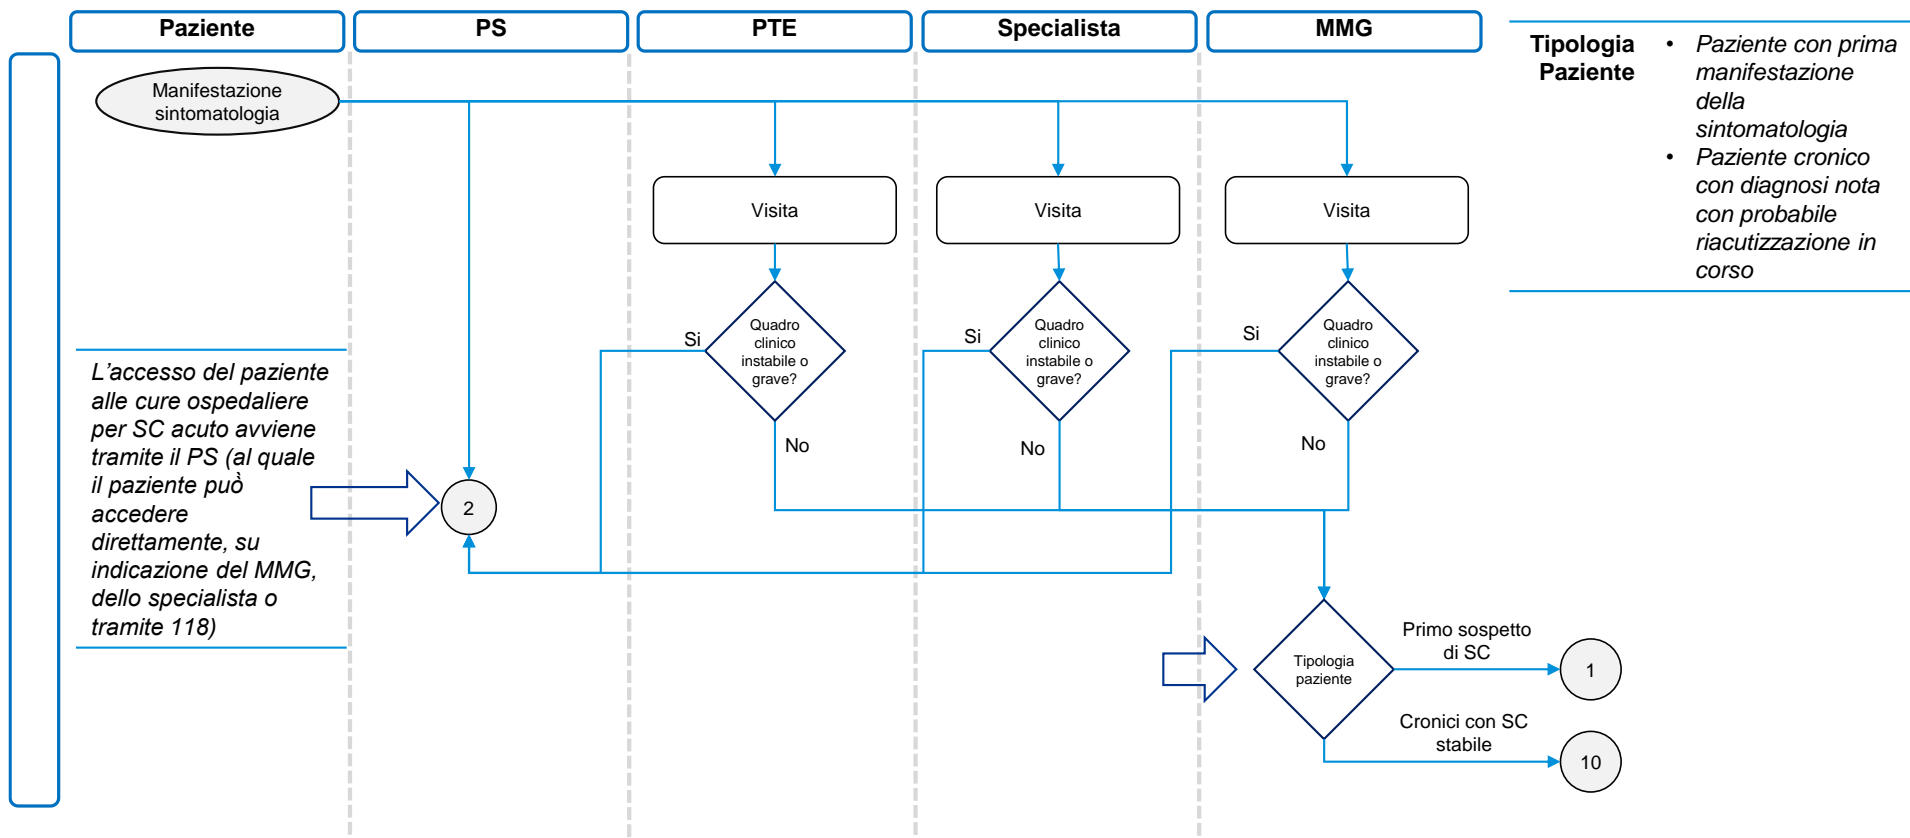 Paziente
PS
PTE
Specialista
MMG
Tipologia
Paziente
• Paziente con prima
manifestazione
della
sintomatologia
• Paziente cronico
con diagnosi nota
con probabile
riacutizzazione in
corso
Manifestazione
sintomatologia
Visita
Visita
Visita
Si
Quadro
clinico
instabile o
grave?
No
Si
Quadro
clinico
instabile o
grave?
No
Si
Quadro
clinico
instabile o
grave?
No
L'accesso del paziente
alle cure ospedaliere
per SC acuto avviene
tramite il PS (al quale
il paziente può
accedere
direttamente, su
indicazione del MMG,
dello specialista o
tramite 118)
2
Tipologia
paziente
Primo sospetto
di SC
1
Cronici con SC
stabile
10